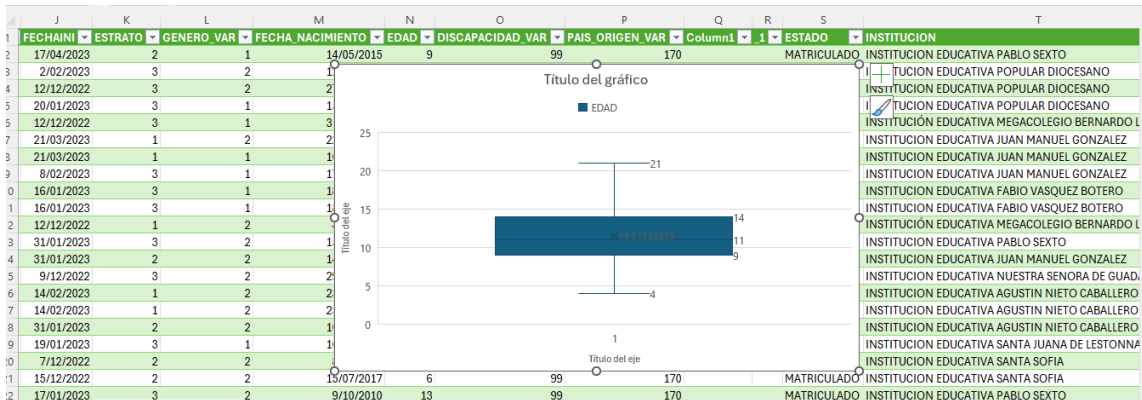 J K L M N O P Q R S T
FECHAINI ESTRATO GENERO_VAR FECHA_NACIMIENTO EDAD DISCAPACIDAD_VAR PAIS_ORIGEN_VAR Column1 _1 ESTADO INSTITUCION
17/04/2023 2 1 14/05/2015 9 99 170 MATRICULADO INSTITUCION EDUCATIVA PABLO SEXTO
2/02/2023 3 2 TUCION EDUCATIVA POPULAR DIOCESANO
12/12/2022 3 2 INSTITUCION EDUCATIVA POPULAR DIOCESANO
20/01/2023 3 1 TUCION EDUCATIVA POPULAR DIOCESANO
12/12/2022 3 1 INSTITUCIÓN EDUCATIVA MEGACOLEGIO BERNARDO L
21/03/2023 1 2 INSTITUCION EDUCATIVA JUAN MANUEL GONZALEZ
21/03/2023 1 1 INSTITUCION EDUCATIVA JUAN MANUEL GONZALEZ
8/02/2023 3 1 INSTITUCION EDUCATIVA JUAN MANUEL GONZALEZ
16/01/2023 3 1 INSTITUCION EDUCATIVA FABIO VASQUEZ BOTERO
16/01/2023 3 1 INSTITUCION EDUCATIVA FABIO VASQUEZ BOTERO
12/12/2022 1 2 INSTITUCIÓN EDUCATIVA MEGACOLEGIO BERNARDO L
31/01/2023 3 2 INSTITUCION EDUCATIVA PABLO SEXTO
31/01/2023 2 2 INSTITUCION EDUCATIVA JUAN MANUEL GONZALEZ
9/12/2022 3 2 INSTITUCION EDUCATIVA NUESTRA SENORA DE GUAD
14/02/2023 1 2 INSTITUCION EDUCATIVA AGUSTIN NIETO CABALLERO
14/02/2023 1 2 INSTITUCION EDUCATIVA AGUSTIN NIETO CABALLERO
31/01/2023 2 2 INSTITUCION EDUCATIVA AGUSTIN NIETO CABALLERO
19/01/2023 3 1 INSTITUCION EDUCATIVA SANTA JUANA DE LESTONNA
7/12/2022 2 2 INSTITUCION EDUCATIVA SANTA SOFIA
15/12/2022 2 2 15/07/2017 6 99 170 MATRICULADO INSTITUCION EDUCATIVA SANTA SOFIA
17/01/2023 3 2 9/10/2010 13 99 170 MATRICULADO INSTITUCION EDUCATIVA PABLO SEXTO
Título del gráfico
EDAD
25
20
15
10
5
0
Título del eje
21
14
11
9
4
1
Título del eje